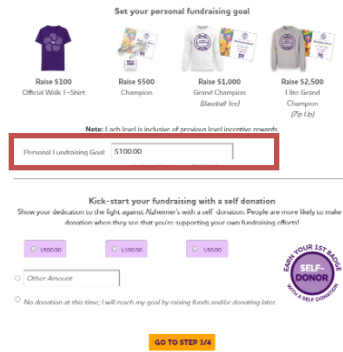 Set your personal fundraising goal
Raise $100
Official Walk T-Shirt
Raise $500
Champion
Raise $1,000
Grand Champion
(Baseball Tee)
Raise $2,500
Elite Grand
Champion
(Zip Up)
Note: Each level is inclusive of previous level incentive rewards.
Personal Fundraising Goal: $100.00
Kick-start your fundraising with a self donation
Show your dedication to the fight against Alzheimer's with a self donation. People are more likely to make
donation when they see that you're supporting your own fundraising efforts!
$100.00
$50.00
Other Amount
No donation at this time; I will reach my goal by raising funds and/or donating later.
EARN YOUR 1ST BADGE
SELF-
DONOR
WITH A SELF DONATION
GO TO STEP 3/4